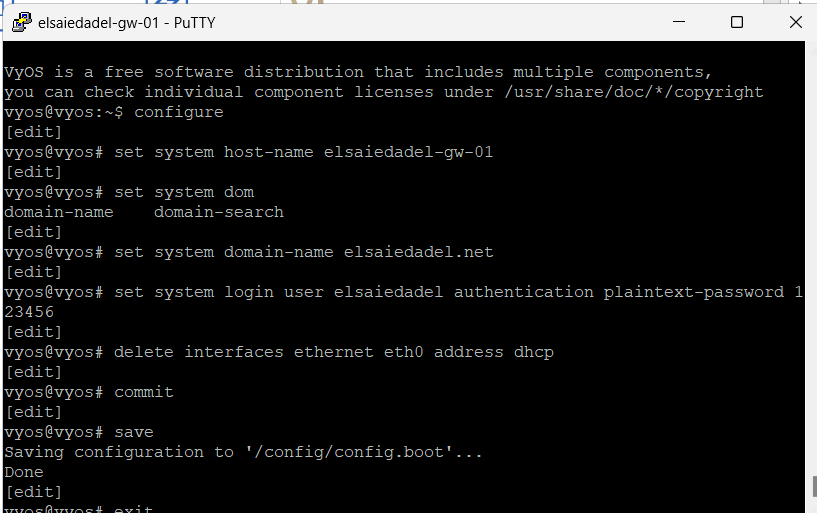 elsaiedadel-gw-01 - PuTTY
VyOS is a free software distribution that includes multiple components,
you can check individual component licenses under /usr/share/doc/*/copyright
vyos@vyos:~$ configure
[edit]
vyos@vyos# set system host-name elsaiedadel-gw-01
[edit]
vyos@vyos# set system dom
domain-name    domain-search
[edit]
vyos@vyos# set system domain-name elsaiedadel.net
[edit]
vyos@vyos# set system login user elsaiedadel authentication plaintext-password 1
23456
[edit]
vyos@vyos# delete interfaces ethernet eth0 address dhcp
[edit]
vyos@vyos# commit
[edit]
vyos@vyos# save
Saving configuration to '/config/config.boot'...
Done
[edit]
vyos@vyos# exit